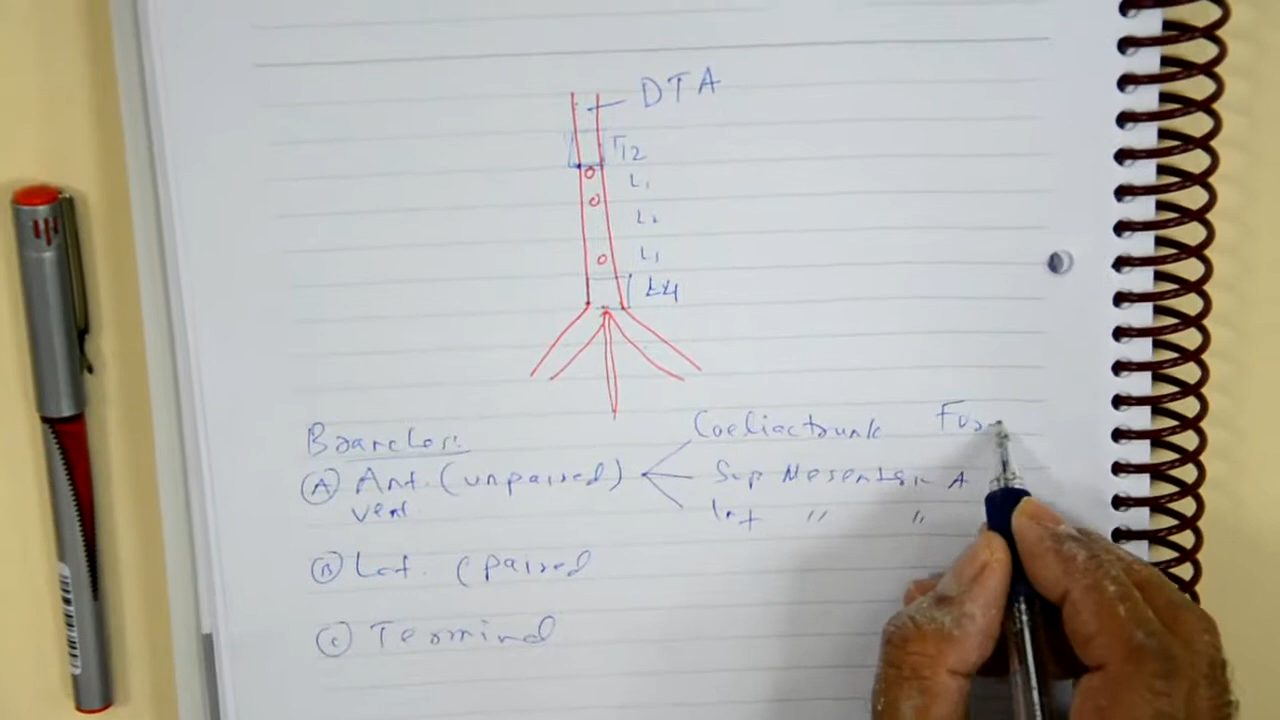 DTA
T12
L1
L2
L3
L4
Branches:
(A) Ant. (unpaired)
vent
Coeliac trunk
Sup Mesenteric A
Inf " "
(B) Lat. (paired
(C) Terminal